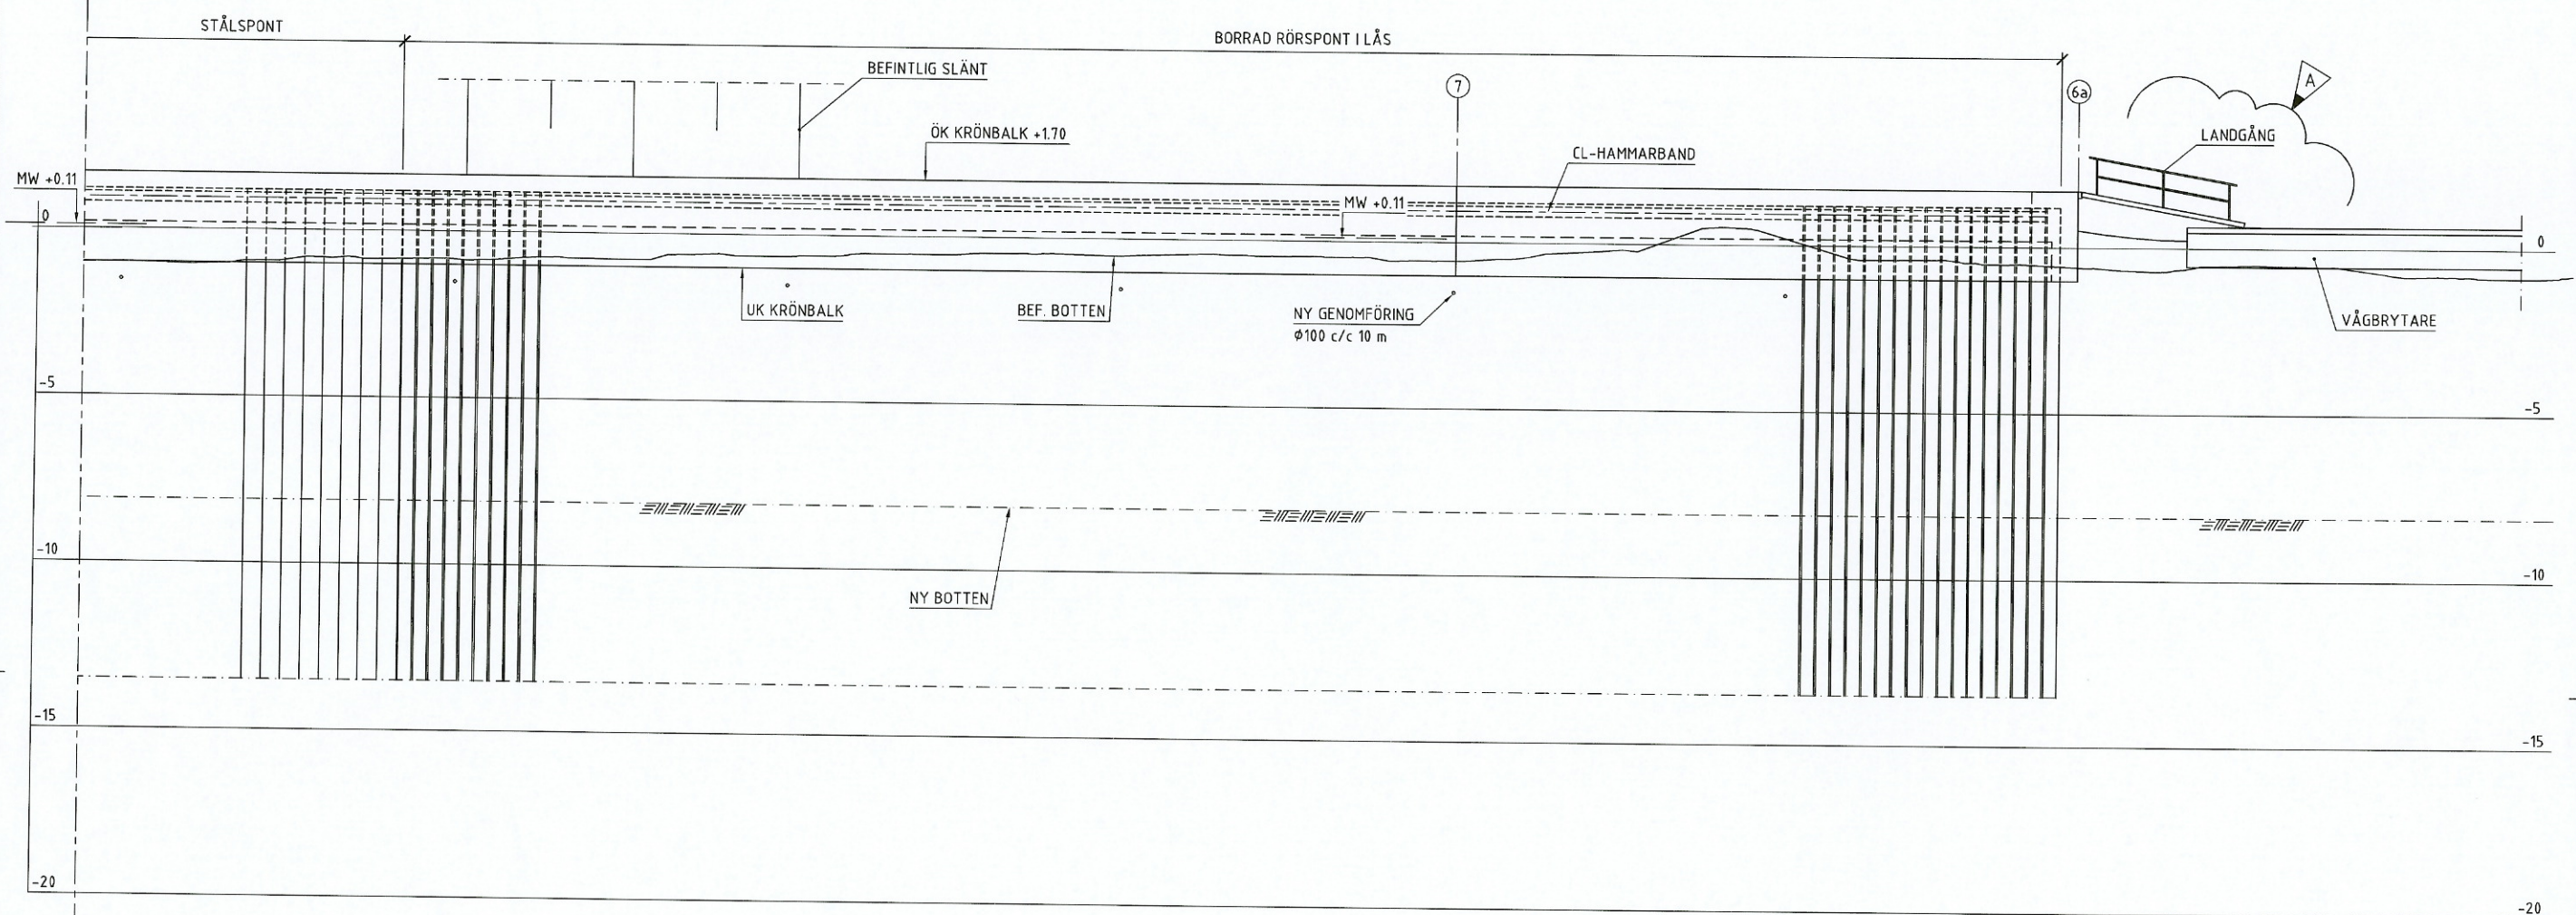 STÅLSPONT
BORRAD RÖRSPONT I LÅS
BEFINTLIG SLÄNT
7
6a
A
ÖK KRÖNBALK +1.70
LANDGÅNG
CL-HAMMARBAND
MW +0.11
MW +0.11
0
0
UK KRÖNBALK
BEF. BOTTEN
NY GENOMFÖRING
Ø100 c/c 10 m
VÅGBRYTARE
-5
-5
-10
-10
NY BOTTEN
-15
-15
-20
-20